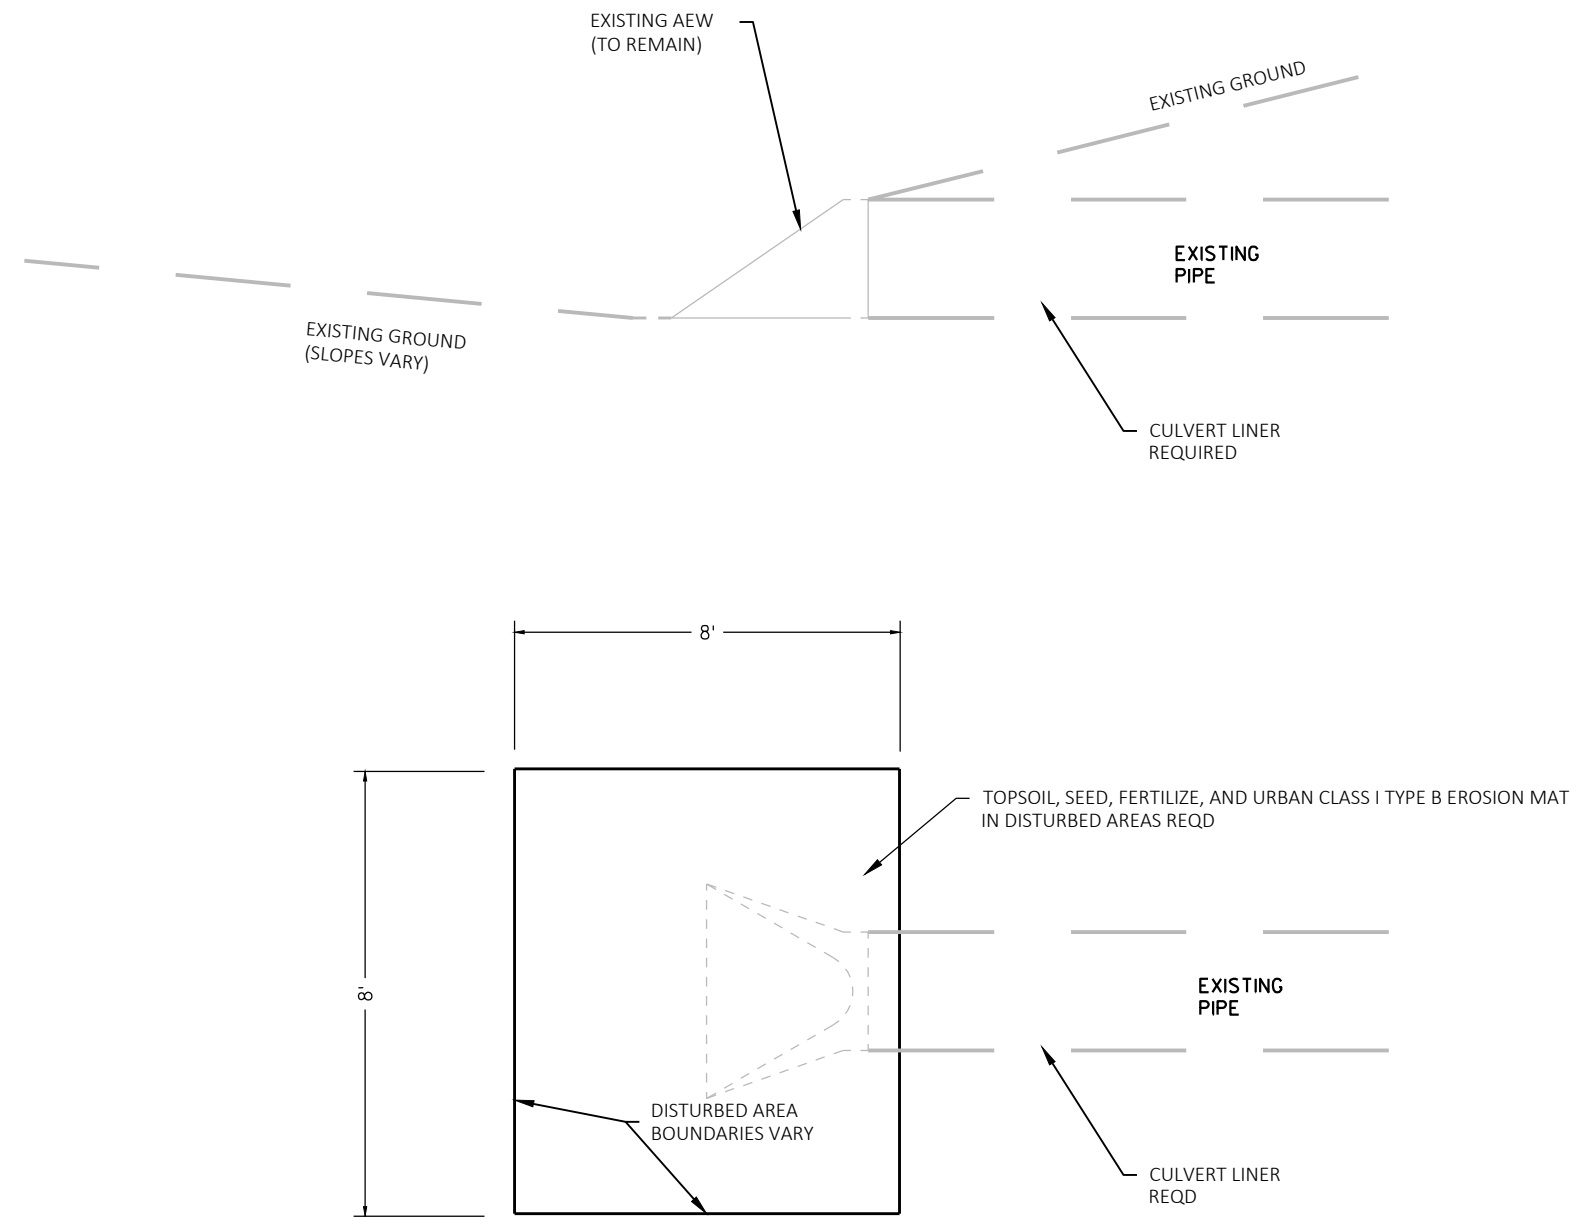 EXISTING AEW
(TO REMAIN)
EXISTING GROUND
EXISTING
PIPE
EXISTING GROUND
(SLOPES VARY)
CULVERT LINER
REQUIRED
8'
TOPSOIL, SEED, FERTILIZE, AND URBAN CLASS I TYPE B EROSION MAT
IN DISTURBED AREAS REQD
8'
EXISTING
PIPE
DISTURBED AREA
BOUNDARIES VARY
CULVERT LINER
REQD